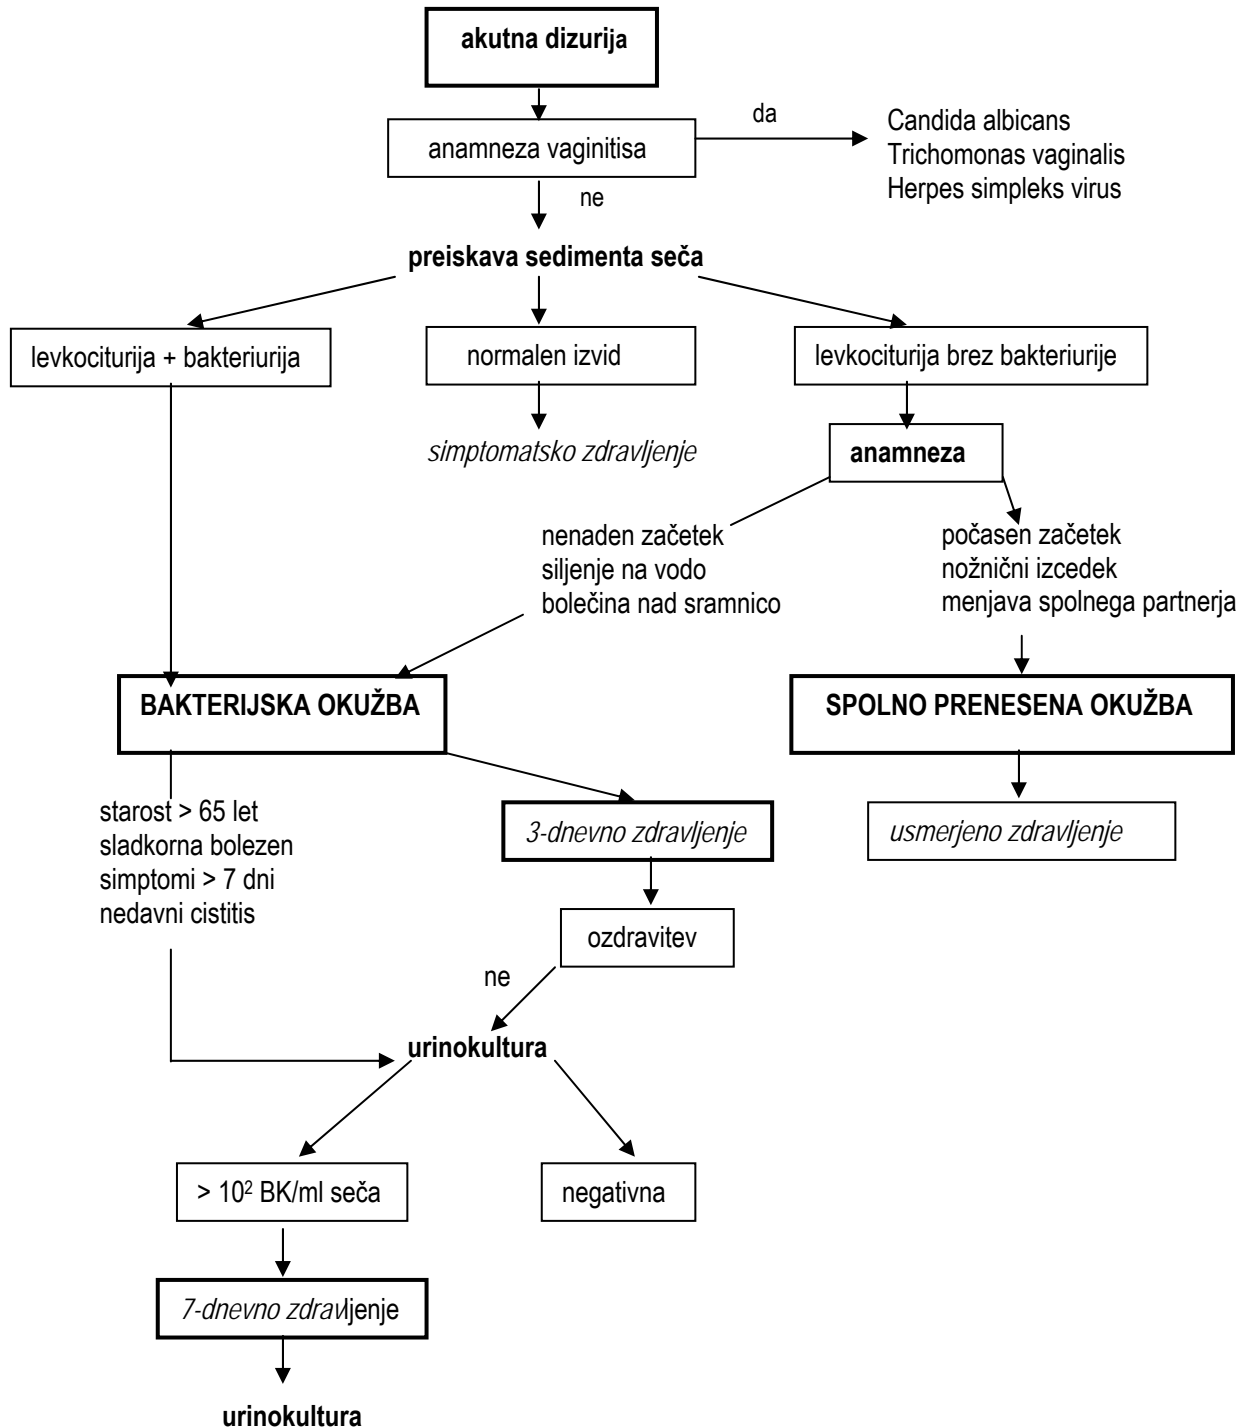 akutna dizurija
da
anamneza vaginitisa
Candida albicans
Trichomonas vaginalis
Herpes simpleks virus
ne
preiskava sedimenta seča
levkociturija + bakteriurija
normalen izvid
levkociturija brez bakteriurije
simptomatsko zdravljenje
anamneza
nenaden začetek
siljenje na vodo
bolečina nad sramnico
počasen začetek
nožnični izcedek
menjava spolnega partnerja
BAKTERIJSKA OKUŽBA
SPOLNO PRENESENA OKUŽBA
starost > 65 let
sladkorna bolezen
simptomi > 7 dni
nedavni cistitis
3-dnevno zdravljenje
usmerjeno zdravljenje
ozdravitev
ne
urinokultura
> 10² BK/ml seča
negativna
7-dnevno zdravljenje
urinokultura